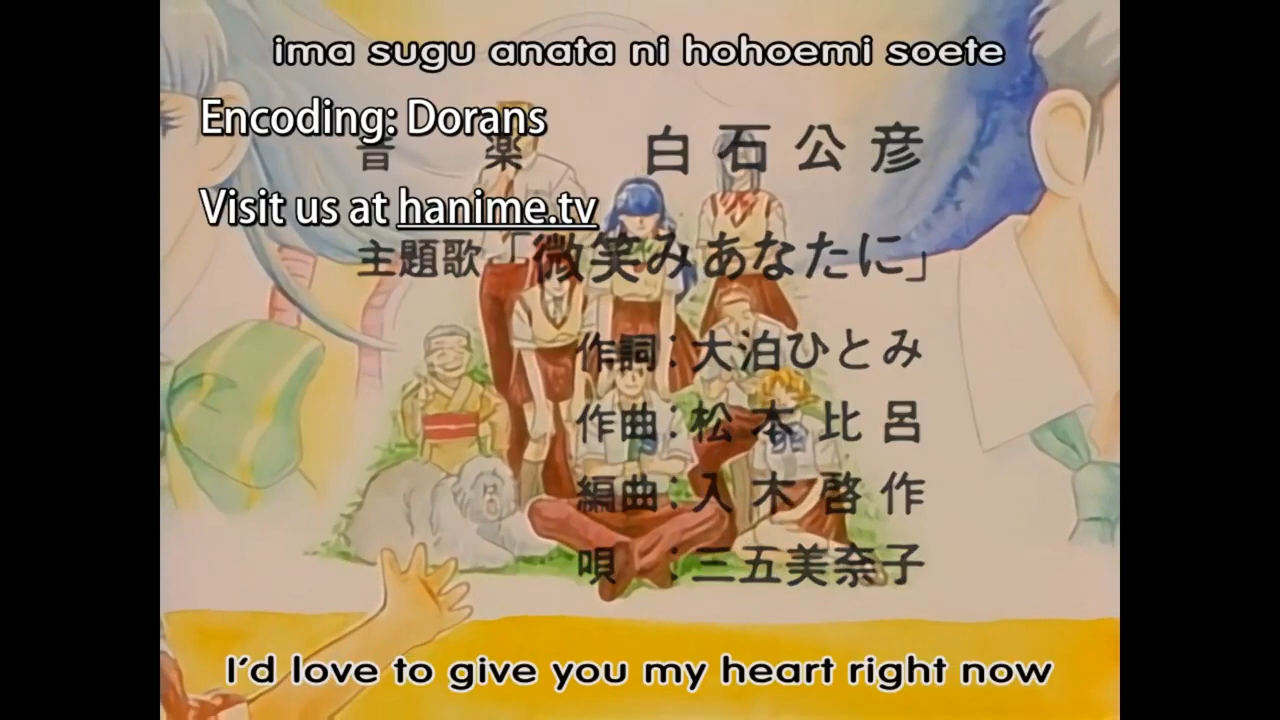 ima sugu anata ni hohoemi soete
Encoding: Dorans
音楽 白石公彦
Visit us at hanime.tv
主題歌「微笑みあなたに」
作詞:大泊ひとみ
作曲:松本比呂
編曲:入木啓作
唄:三五美奈子
I'd love to give you my heart right now